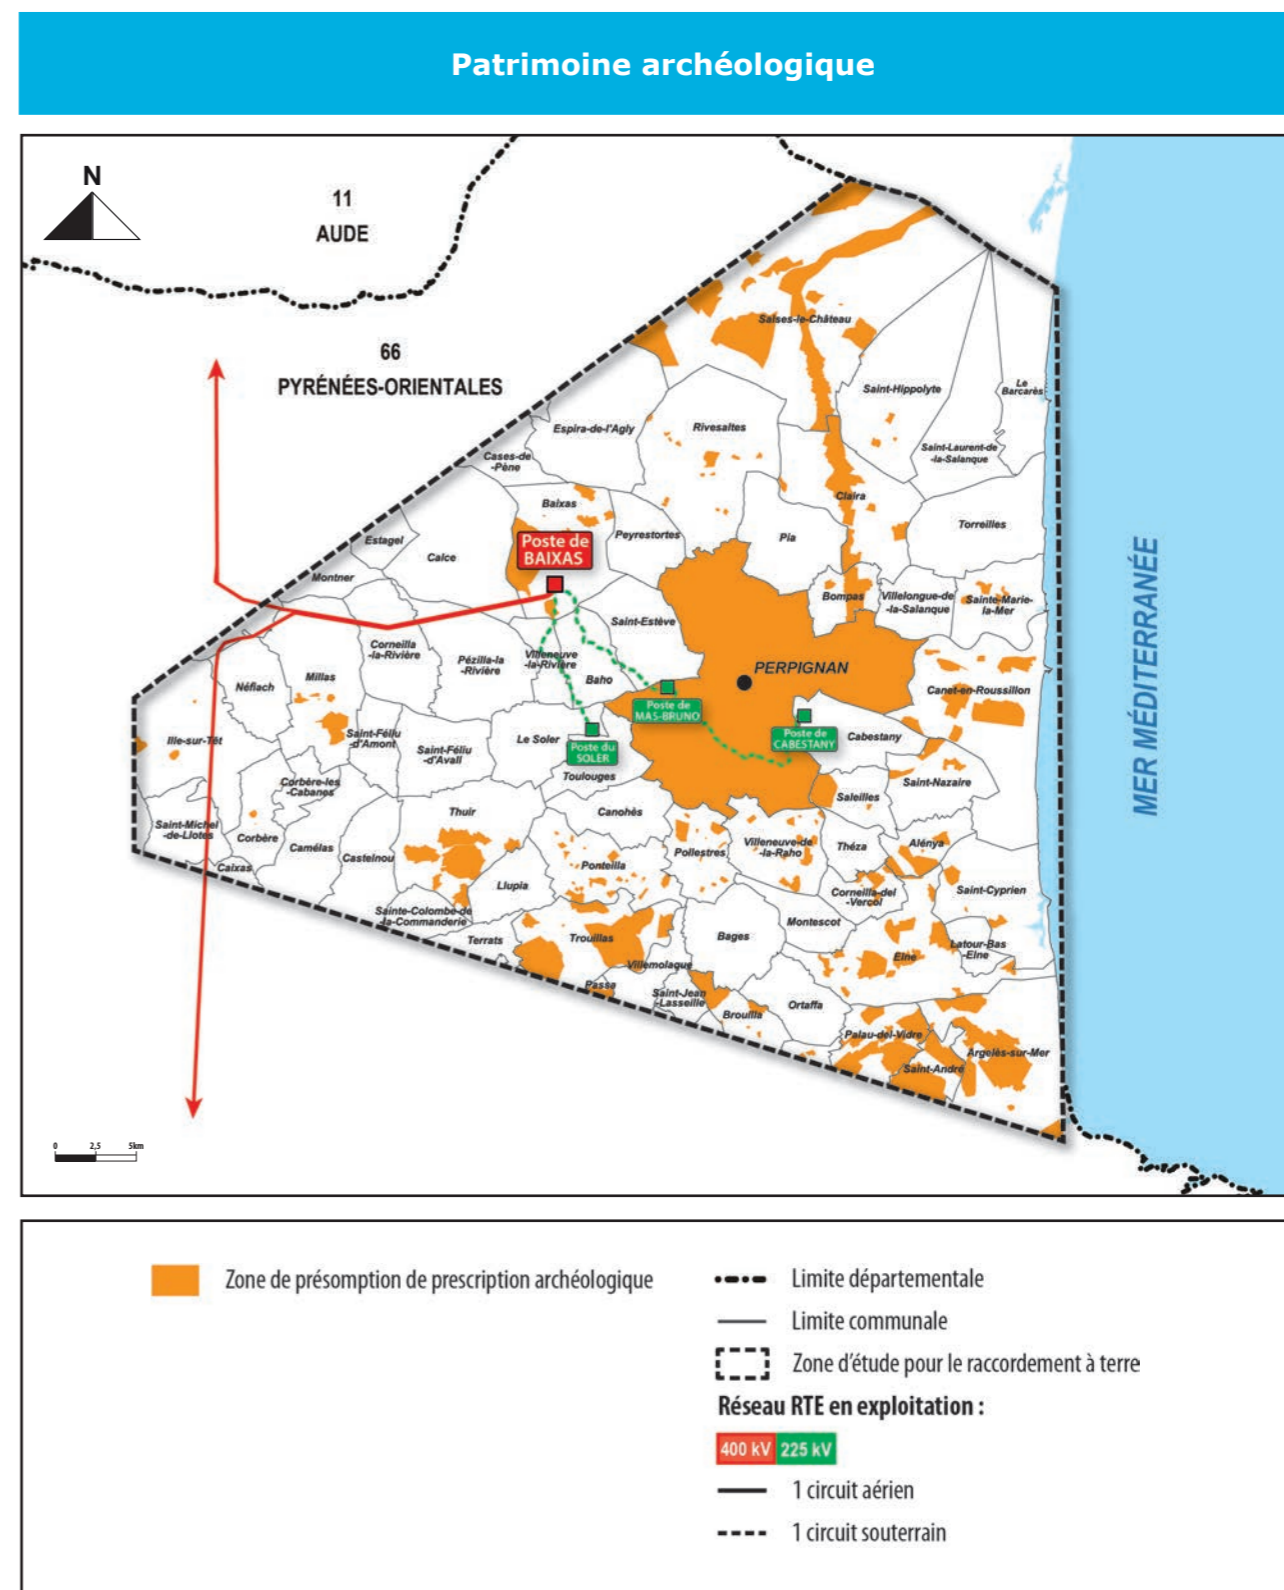 Patrimoine archéologique
N
11
AUDE
66
PYRÉNÉES-ORIENTALES
Salses-le-Château
Saint-Hippolyte
Le
Barcarès
Saint-Laurent-de
-la-Salanque
Espira-de-l'Agly
Rivesaltes
Cases-de
-Pène
Baixas
Claira
Torreilles
Estagel
Calce
Peyrestortes
Pia
Poste de
BAIXAS
Montner
Bompas
Villelongue-de
-la-Salanque
Sainte-Marie-
la-Mer
Saint-Estève
Corneilla
-la-Rivière
Pézilla-la
-Rivière
Villeneuve
-la-Rivière
Baho
PERPIGNAN
MER MÉDITERRANÉE
Néfiach
Millas
Canet-en-Roussillon
Poste de
MAS-BRUNO
Ille-sur-Têt
Saint-Féliu
-d'Amont
Saint-Féliu
-d'Avall
Le Soler
Poste du
SOLER
Poste de
CABESTANY
Cabestany
Toulouges
Corbère-les
-Cabanes
Saint-Nazaire
Saleilles
Saint-Michel
-de-Llotes
Corbère
Camélas
Castelnou
Thuir
Canohès
Pollestres
Villeneuve-de
-la-Raho
Théza
Alénya
Caixas
Llupia
Ponteilla
Corneilla-del
-Vercol
Saint-Cyprien
Sainte-Colombe-de
-la-Commanderie
Terrats
Trouillas
Bages
Montescot
Elne
Latour-Bas
-Elne
Villemolaque
Passa
Saint-Jean
-Lasseille
Brouilla
Ortaffa
Palau-del-Vidre
Argelès-sur-Mer
Saint-André
0 2,5 5km
Zone de présomption de prescription archéologique
Limite départementale
Limite communale
Zone d'étude pour le raccordement à terre
Réseau RTE en exploitation :
400 kV 225 kV
1 circuit aérien
1 circuit souterrain